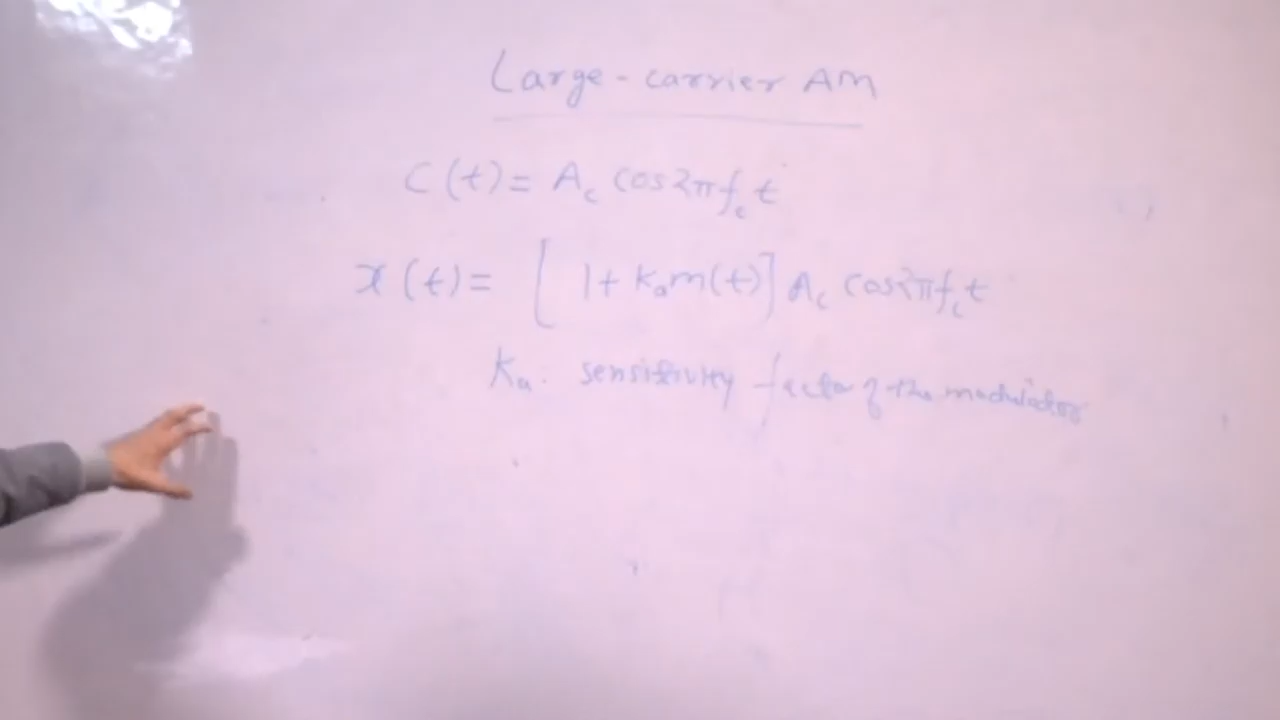 Large-carrier AM
C(t) = A_c cos2πf_c t
x(t) = [1+k_a m(t)] A_c cos2πf_c t
K_a: sensitivity factor of the modulator